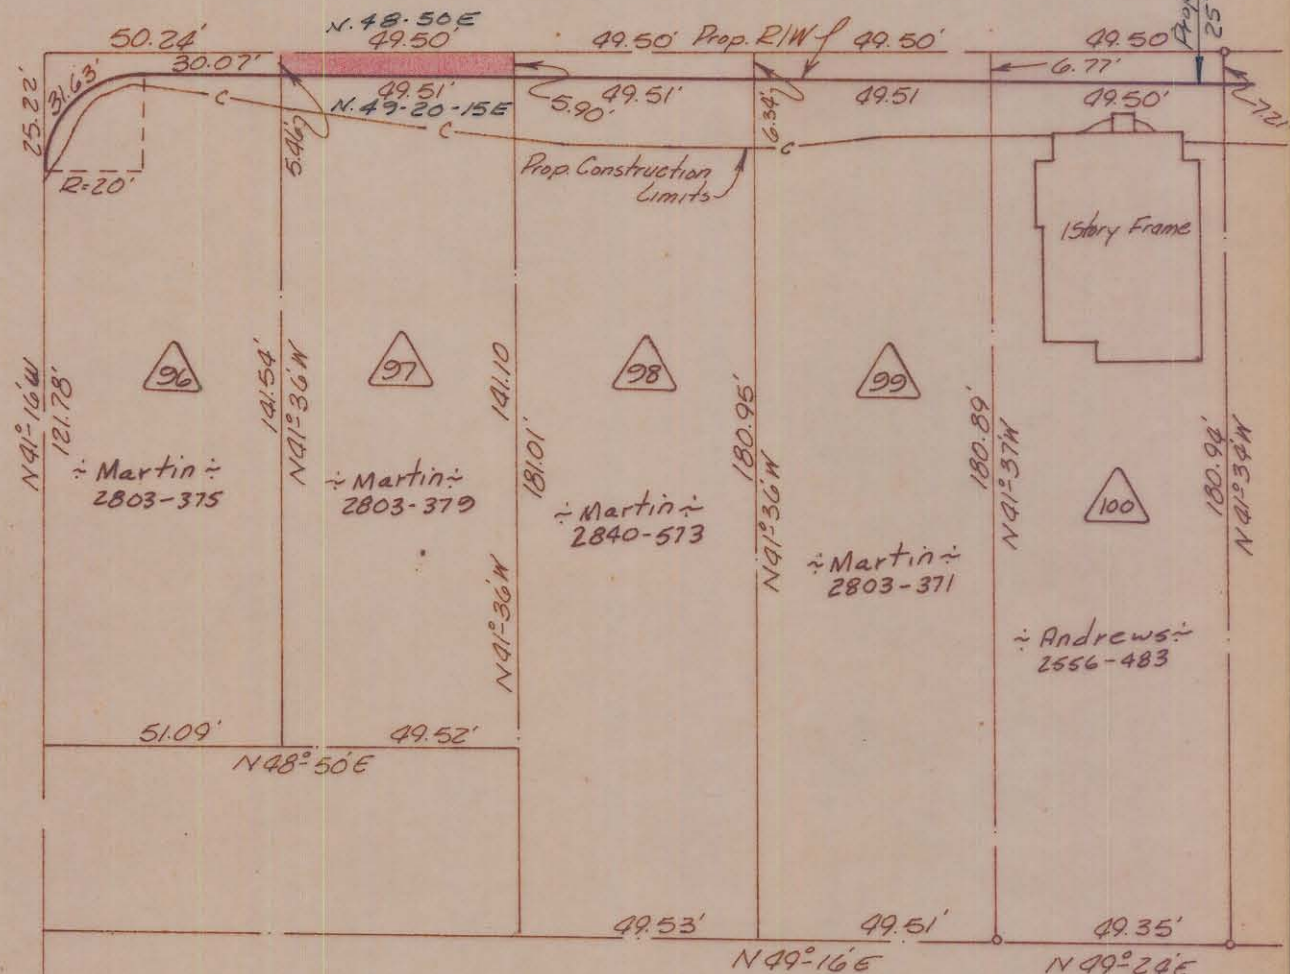 N. 48-50E
50.24'
49.50'
49.50'
Prop. R/W
49.50'
49.50'
Prop
25'
30.07'
6.77'
31.63'
25.22'
C
49.51'
N. 49-20-15E
5.90'
49.51'
49.51
49.50'
7.21
5.46'
6.34'
C
C
R=20'
Prop. Construction
Limits
1 Story Frame
96
97
98
99
100
N41°-16'W
121.78'
141.54'
N41°-36'W
141.10
181.01'
N41°-36'W
180.95'
N41°-36'W
180.89'
N41°-37'W
180.94'
N41°-34'W
÷ Martin ÷
2803-375
÷ Martin ÷
2803-379
÷ Martin ÷
2840-573
÷ Martin ÷
2803-371
÷ Andrews ÷
2556-483
51.09'
49.52'
N48°-50'E
49.53'
49.51'
49.35'
N49°-16'E
N49°-24'E